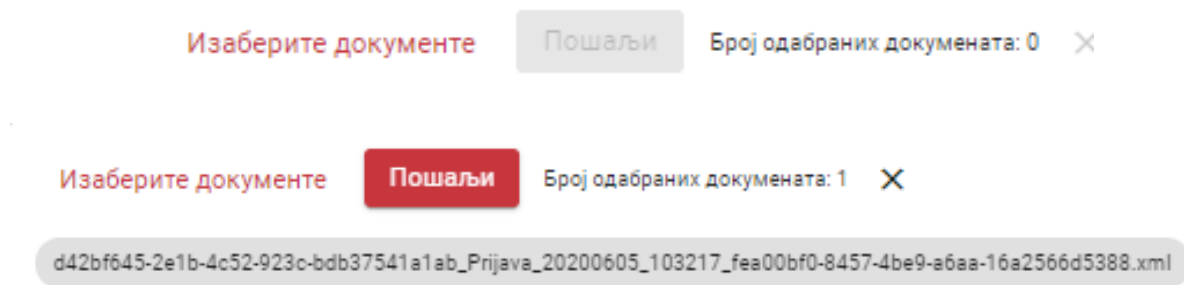 Изаберите документе Пошаљи Број одабраних докумената: 0
Изаберите документе Пошаљи Број одабраних докумената: 1
d42bf645-2e1b-4c52-923c-bdb37541a1ab_Prijava_20200605_103217_fea00bf0-8457-4be9-a6aa-16a2566d5388.xml